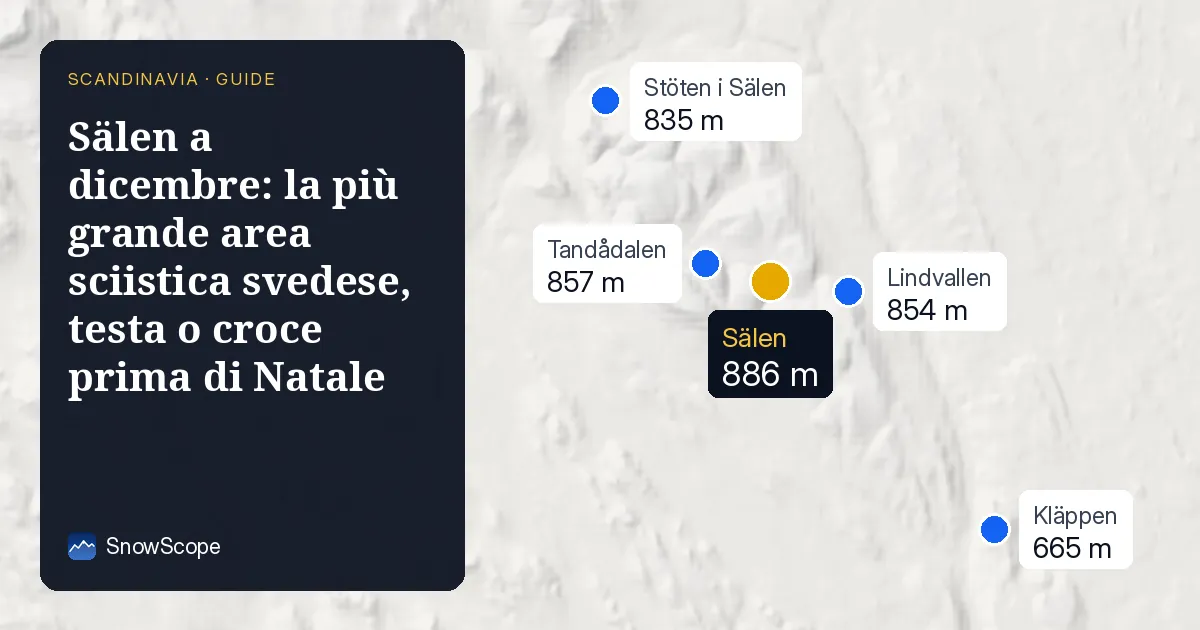 SCANDINAVIA · GUIDE
Sälen a
dicembre: la più
grande area
sciistica svedese,
testa o croce
prima di Natale
SnowScope
Stöten i Sälen
835 m
Tandådalen
857 m
Lindvallen
854 m
Sälen
886 m
Kläppen
665 m